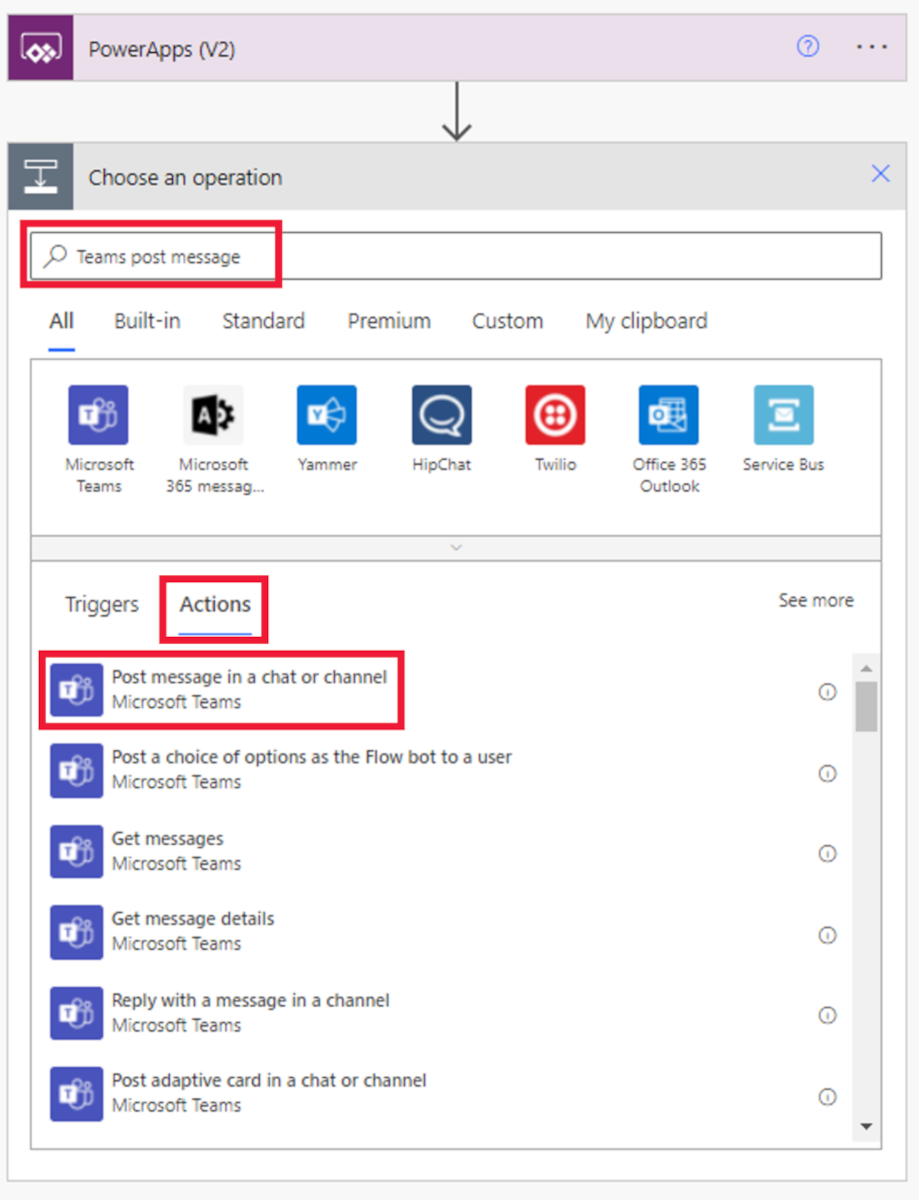 PowerApps (V2)
Choose an operation
Teams post message
All Built-in Standard Premium Custom My clipboard
Microsoft Teams
Microsoft 365 messag...
Yammer
HipChat
Twilio
Office 365 Outlook
Service Bus
Triggers Actions See more
Post message in a chat or channel
Microsoft Teams
Post a choice of options as the Flow bot to a user
Microsoft Teams
Get messages
Microsoft Teams
Get message details
Microsoft Teams
Reply with a message in a channel
Microsoft Teams
Post adaptive card in a chat or channel
Microsoft Teams